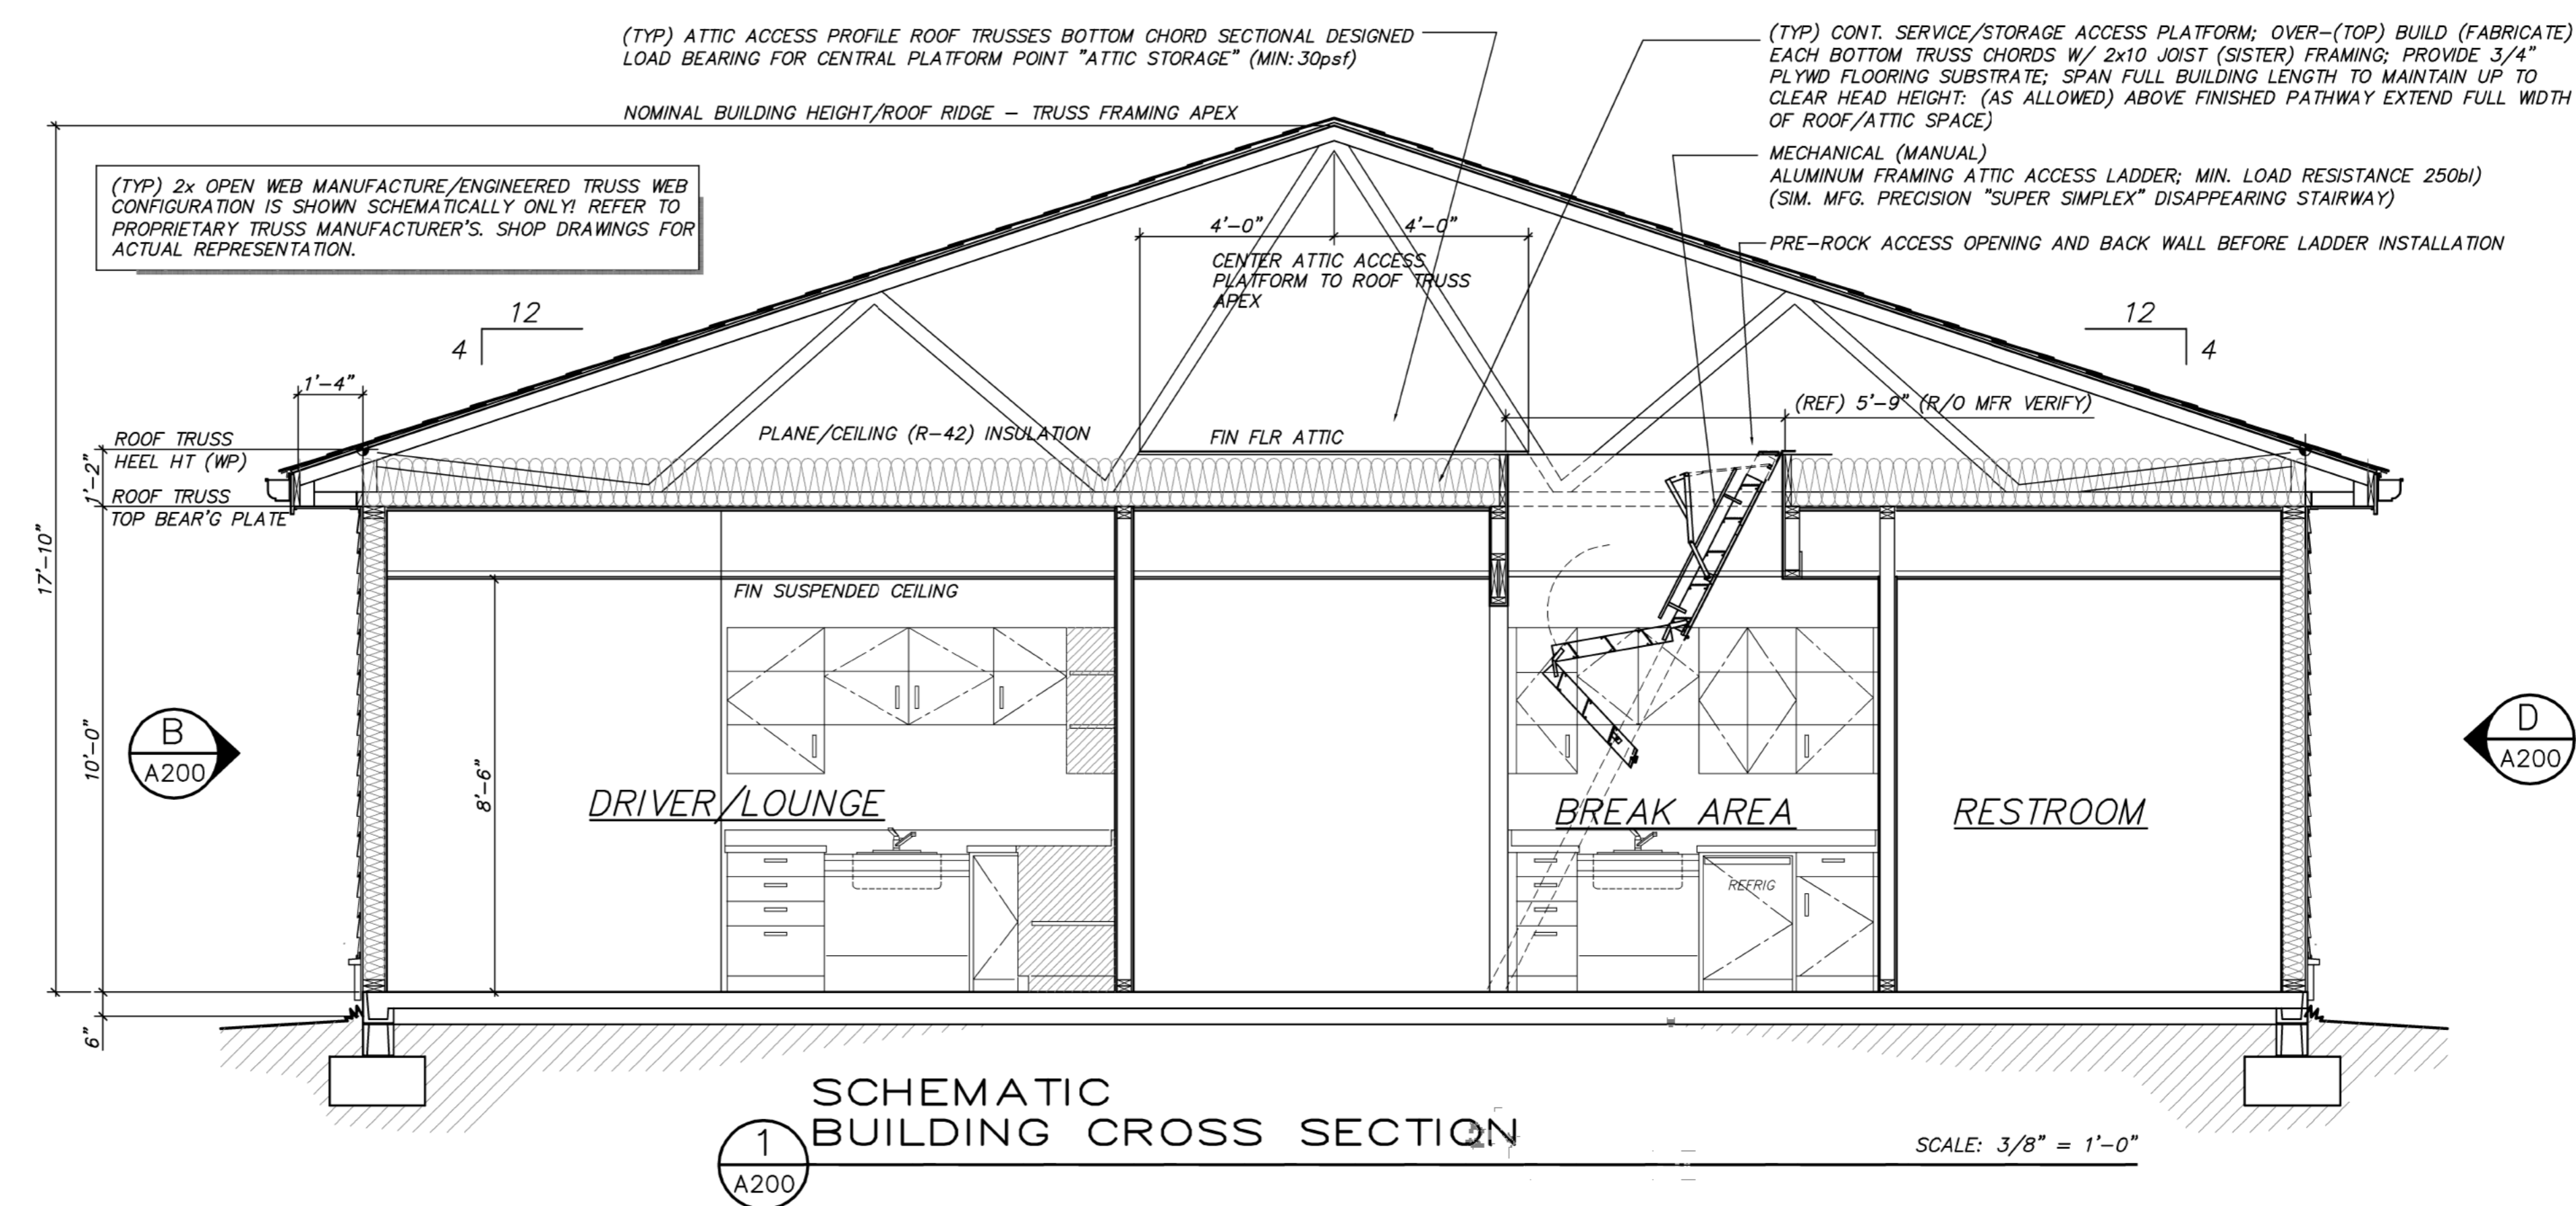 (TYP) ATTIC ACCESS PROFILE ROOF TRUSSES BOTTOM CHORD SECTIONAL DESIGNED
LOAD BEARING FOR CENTRAL PLATFORM POINT "ATTIC STORAGE" (MIN: 30psf)
NOMINAL BUILDING HEIGHT/ROOF RIDGE – TRUSS FRAMING APEX
(TYP) CONT. SERVICE/STORAGE ACCESS PLATFORM; OVER–(TOP) BUILD (FABRICATE)
EACH BOTTOM TRUSS CHORDS W/ 2x10 JOIST (SISTER) FRAMING; PROVIDE 3/4"
PLYWD FLOORING SUBSTRATE; SPAN FULL BUILDING LENGTH TO MAINTAIN UP TO
CLEAR HEAD HEIGHT: (AS ALLOWED) ABOVE FINISHED PATHWAY EXTEND FULL WIDTH
OF ROOF/ATTIC SPACE)
MECHANICAL (MANUAL)
ALUMINUM FRAMING ATTIC ACCESS LADDER; MIN. LOAD RESISTANCE 250bl)
(SIM. MFG. PRECISION "SUPER SIMPLEX" DISAPPEARING STAIRWAY)
PRE–ROCK ACCESS OPENING AND BACK WALL BEFORE LADDER INSTALLATION
(TYP) 2x OPEN WEB MANUFACTURE/ENGINEERED TRUSS WEB
CONFIGURATION IS SHOWN SCHEMATICALLY ONLY! REFER TO
PROPRIETARY TRUSS MANUFACTURER'S. SHOP DRAWINGS FOR
ACTUAL REPRESENTATION.
4'–0" 4'–0"
CENTER ATTIC ACCESS
PLATFORM TO ROOF TRUSS
APEX
12
4
12
4
1'–4"
(REF) 5'–9" (R/O MFR VERIFY)
ROOF TRUSS
HEEL HT (WP)
1'–2"
ROOF TRUSS
TOP BEAR'G PLATE
PLANE/CEILING (R–42) INSULATION
FIN FLR ATTIC
17'–10"
10'–0"
6"
8'–6"
FIN SUSPENDED CEILING
B
A200
D
A200
DRIVER/LOUNGE
BREAK AREA
RESTROOM
REFRIG
SCHEMATIC
BUILDING CROSS SECTION
1
A200
SCALE: 3/8" = 1'–0"